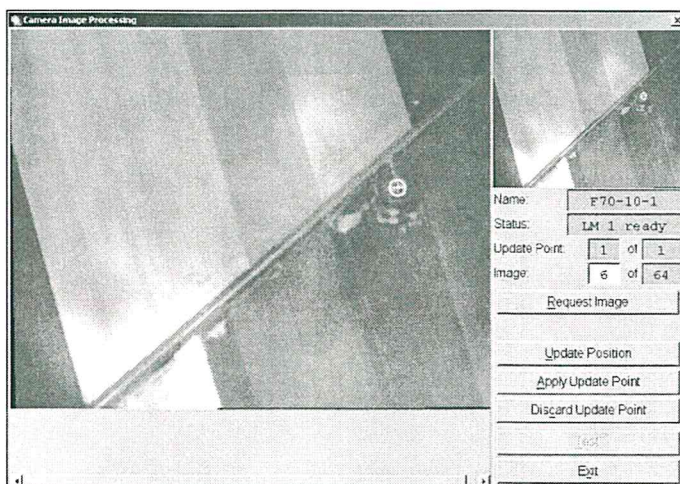 Camera Image Processing
Name: F70-10-1
Status: LM 1 ready
Update Point: 1 of 1
Image: 6 of 64
Request Image
Update Position
Apply Update Point
Discard Update Point
Exit